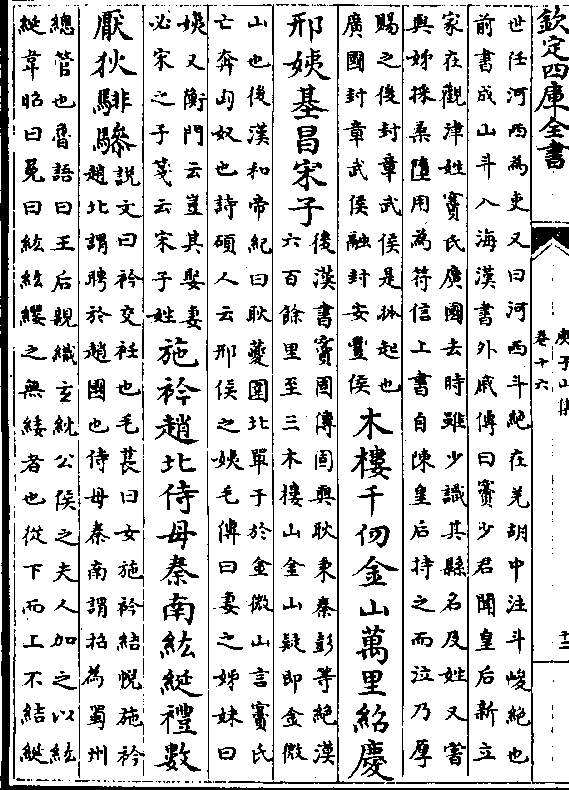 欽定四庫全書
庾子山集
卷十六
十二
世任河西為吏又曰河西斗絶在羌胡中注斗峻絶也
前書成山斗入海漢書外戚傳曰竇少君聞皇后新立
家在觀津姓竇氏廣國去時雖少識其縣名及姓又嘗
與姊採桑墮用為符信上書自陳皇后持之而泣乃厚
賜之後封章武侯是孤起也
廣國封章武侯融封安豐侯
木樓千仞金山萬里紹慶
邢姨基昌宋子
後漢書竇固傳固與耿秉秦彭等絶漠
六百餘里至三木樓山金山疑即金微
山也後漢和帝紀曰耿夔圍北單于於金微山言竇氏
亡奔匈奴也詩碩人云邢侯之姨毛傳曰妻之姊妹曰
姨又衡門云豈其娶妻
必宋之子箋云宋子姓
施衿趙北侍母秦南紘綖禮數
厭狄騑驂
說文曰衿交衽也毛萇曰女施衿結帨施衿
趙北謂聘於趙國也侍母秦南謂招為蜀州
總管也魯語曰王后親織玄紞公侯之夫人加之以紘
綖韋昭曰冕曰紘紘纓之無緌者也從下而上不結綖